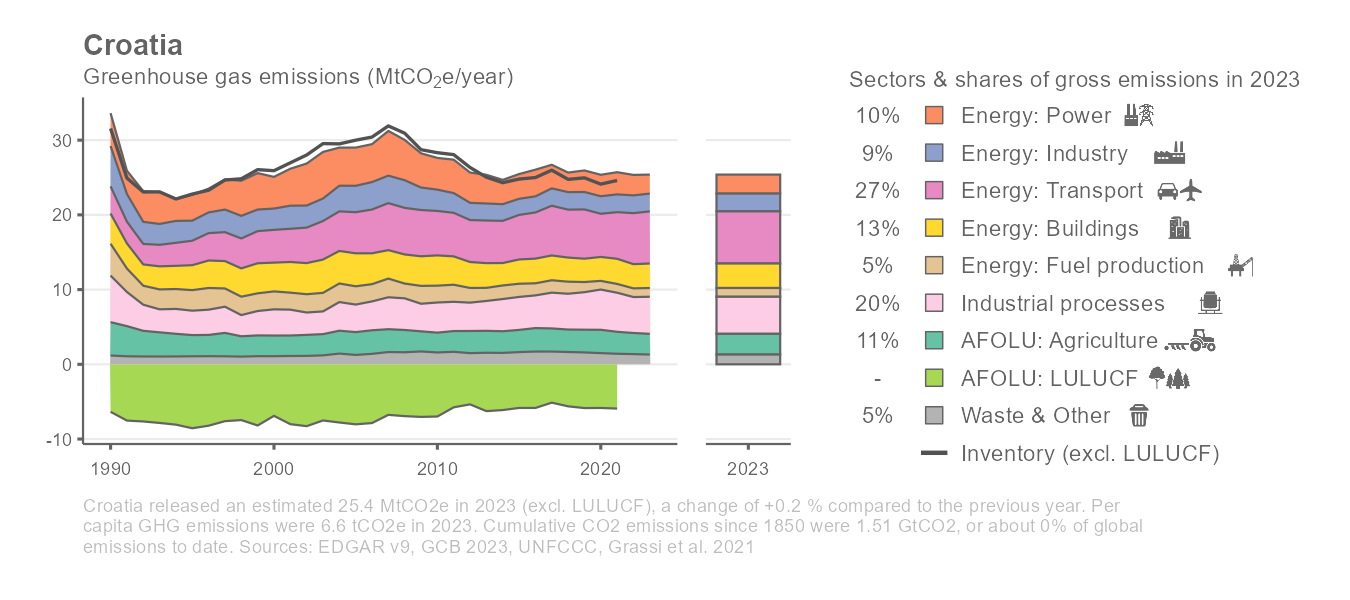 Croatia
Greenhouse gas emissions (MtCO₂e/year)
30
20
10
0
-10
1990
2000
2010
2020
2023
Sectors & shares of gross emissions in 2023
10% Energy: Power
9% Energy: Industry
27% Energy: Transport
13% Energy: Buildings
5% Energy: Fuel production
20% Industrial processes
11% AFOLU: Agriculture
- AFOLU: LULUCF
5% Waste & Other
Inventory (excl. LULUCF)
Croatia released an estimated 25.4 MtCO2e in 2023 (excl. LULUCF), a change of +0.2 % compared to the previous year. Per
capita GHG emissions were 6.6 tCO2e in 2023. Cumulative CO2 emissions since 1850 were 1.51 GtCO2, or about 0% of global
emissions to date. Sources: EDGAR v9, GCB 2023, UNFCCC, Grassi et al. 2021